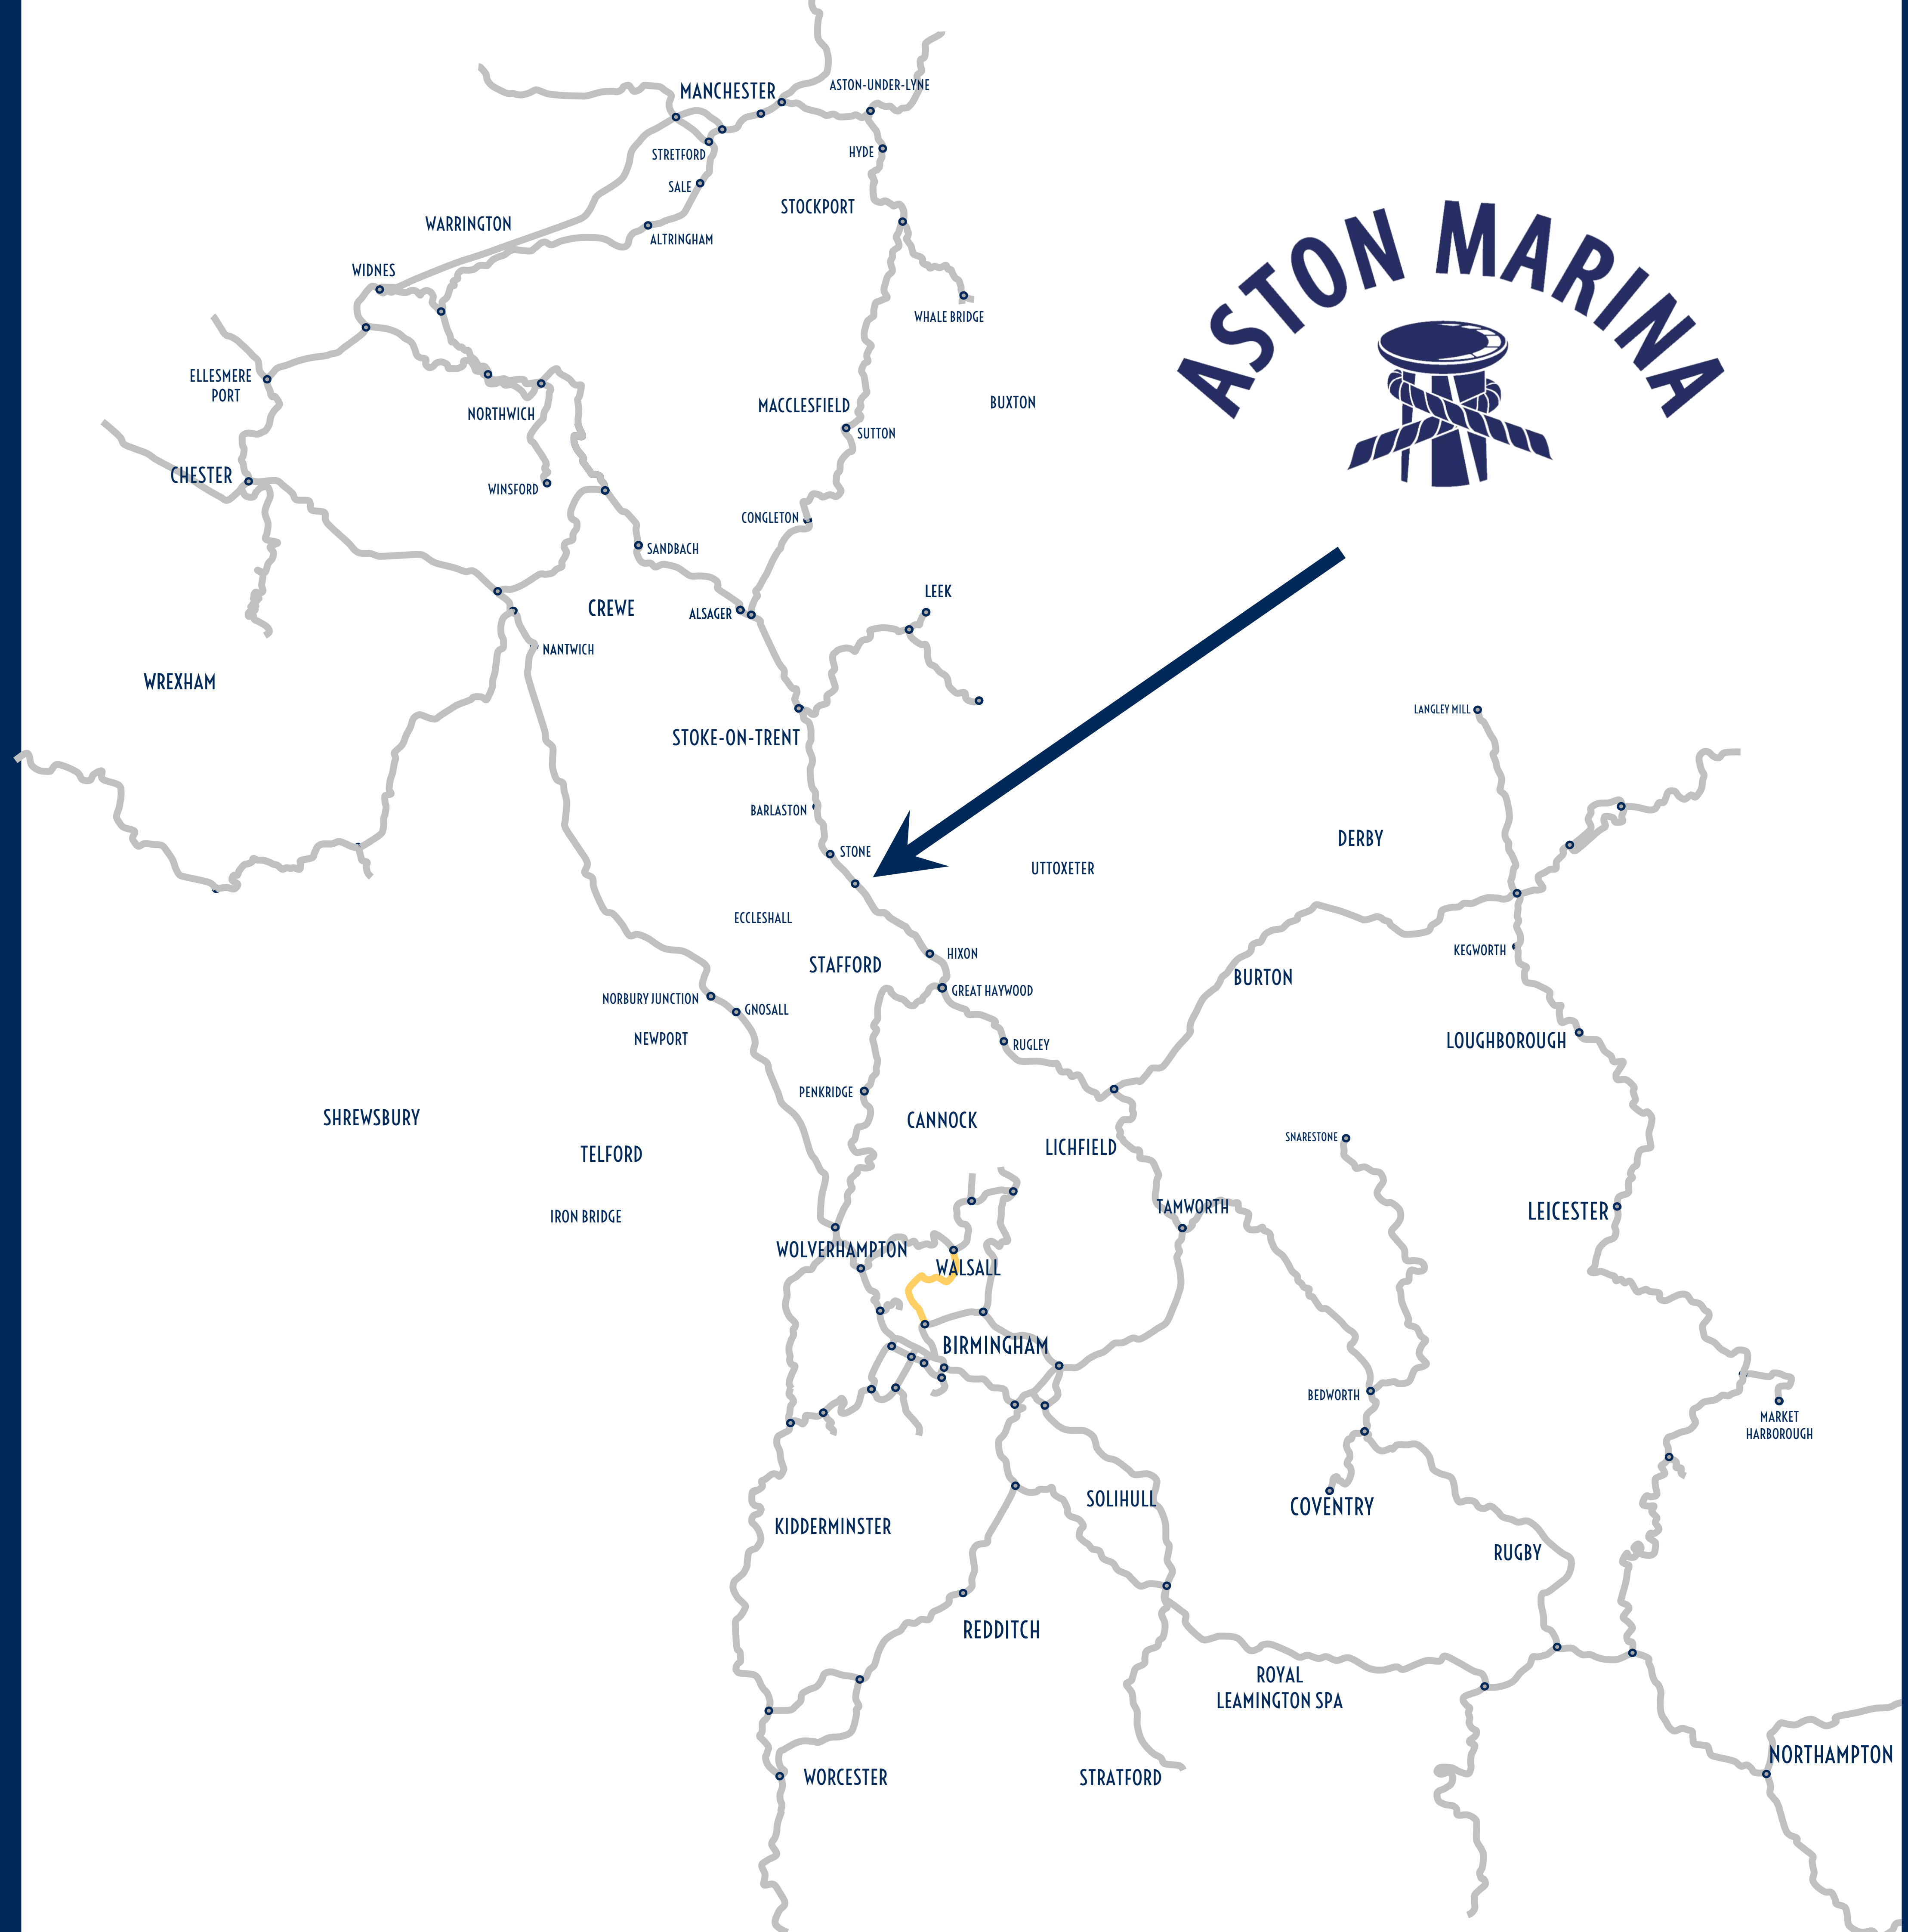 MANCHESTER
ASTON-UNDER-LYNE
STRETFORD
HYDE
SALE
STOCKPORT
WARRINGTON
ALTRINGHAM
ASTON MARINA
WIDNES
WHALE BRIDGE
ELLESMERE
PORT
NORTHWICH
MACCLESFIELD
BUXTON
SUTTON
CHESTER
WINSFORD
CONGLETON
SANDBACH
LEEK
CREWE
ALSAGER
NANTWICH
WREXHAM
LANGLEY MILL
STOKE-ON-TRENT
BARLASTON
DERBY
STONE
UTTOXETER
ECCLESHALL
KEGWORTH
HIXON
STAFFORD
BURTON
GREAT HAYWOOD
NORBURY JUNCTION
GNOSALL
NEWPORT
RUGLEY
LOUGHBOROUGH
PENKRIDGE
SHREWSBURY
CANNOCK
SNARESTONE
LICHFIELD
TELFORD
TAMWORTH
LEICESTER
IRON BRIDGE
WOLVERHAMPTON
WALSALL
BIRMINGHAM
BEDWORTH
MARKET
HARBOROUGH
SOLIHULL
COVENTRY
KIDDERMINSTER
RUGBY
REDDITCH
ROYAL
LEAMINGTON SPA
NORTHAMPTON
WORCESTER
STRATFORD